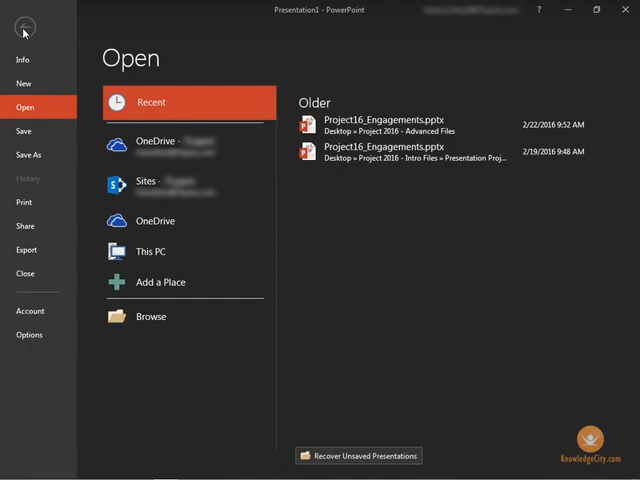 Presentation1 - PowerPoint
?
Info
New
Open
Save
Save As
History
Print
Share
Export
Close
Account
Options
Open
Recent
OneDrive -
Sites -
OneDrive
This PC
Add a Place
Browse
Older
Project16_Engagements.pptx
Desktop » Project 2016 - Advanced Files
2/22/2016 9:52 AM
Project16_Engagements.pptx
Desktop » Project 2016 - Intro Files » Presentation Proj...
2/19/2016 9:48 AM
Recover Unsaved Presentations
KnowledgeCity.com